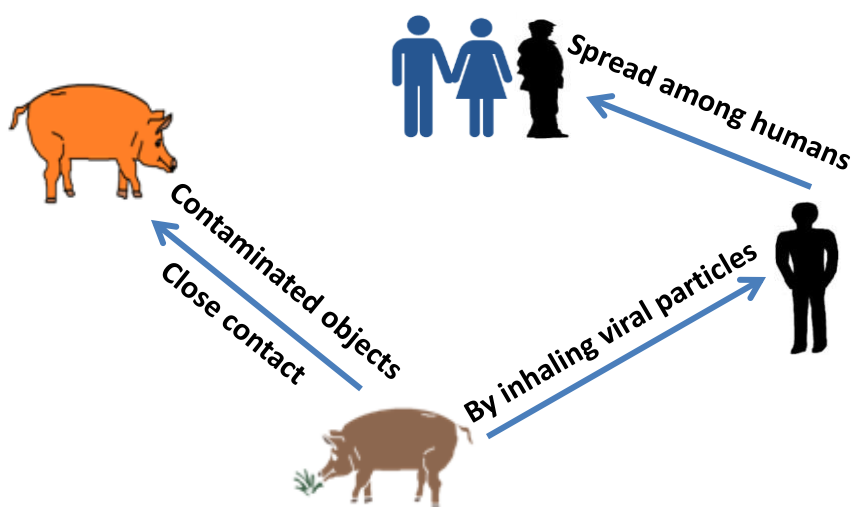 Spread among humans
Contaminated objects
Close contact
By inhaling viral particles